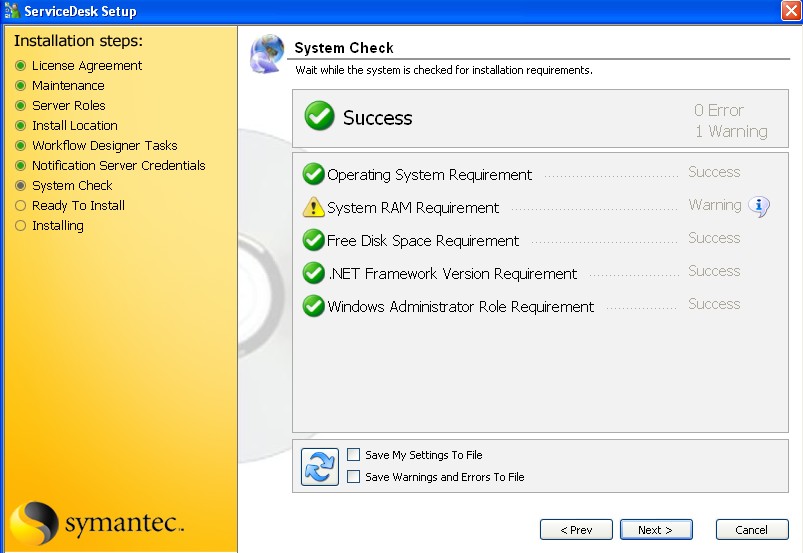 ServiceDesk Setup
Installation steps:
License Agreement
Maintenance
Server Roles
Install Location
Workflow Designer Tasks
Notification Server Credentials
System Check
Ready To Install
Installing
symantec.
System Check
Wait while the system is checked for installation requirements.
Success
0 Error
1 Warning
Operating System Requirement Success
System RAM Requirement Warning
Free Disk Space Requirement Success
.NET Framework Version Requirement Success
Windows Administrator Role Requirement Success
Save My Settings To File
Save Warnings and Errors To File
< Prev Next > Cancel